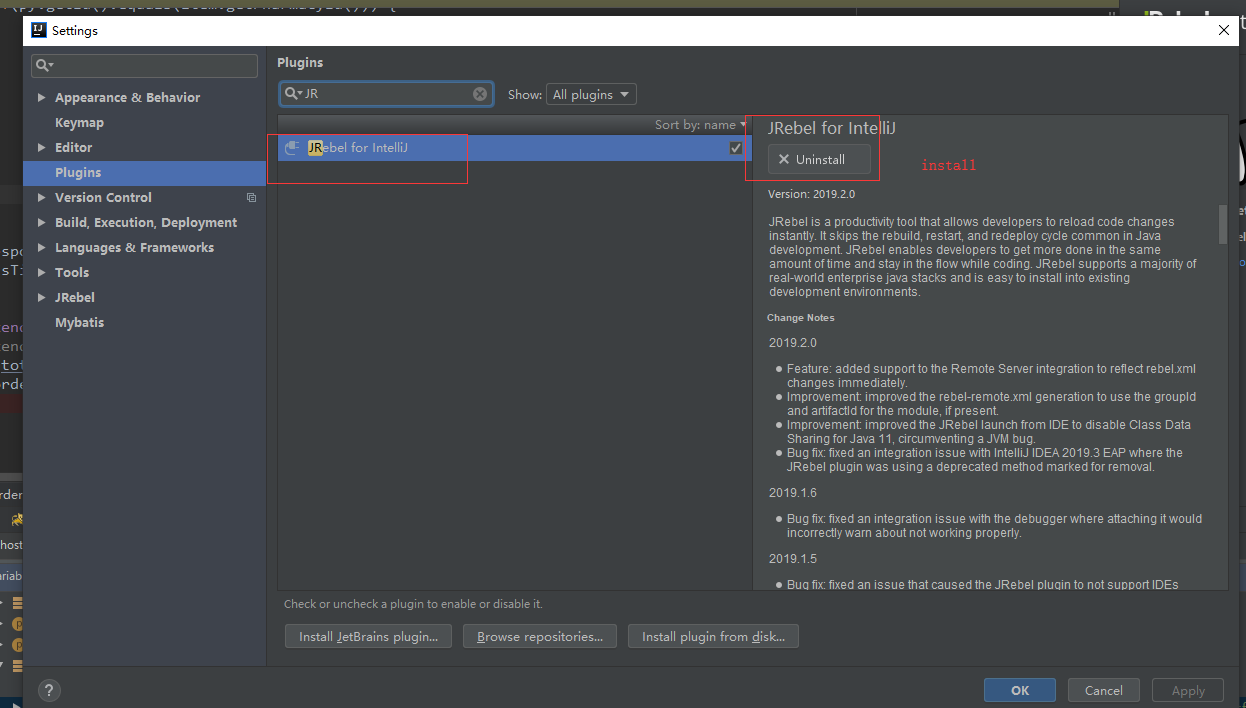 Settings
Plugins
JR
Show: All plugins
Appearance & Behavior
Keymap
Editor
Plugins
Version Control
Build, Execution, Deployment
Languages & Frameworks
Tools
JRebel
Mybatis
Sort by: name
JRebel for IntelliJ
JRebel for IntelliJ
Uninstall
install
Version: 2019.2.0
JRebel is a productivity tool that allows developers to reload code changes
instantly. It skips the rebuild, restart, and redeploy cycle common in Java
development. JRebel enables developers to get more done in the same
amount of time and stay in the flow while coding. JRebel supports a majority of
real-world enterprise java stacks and is easy to install into existing
development environments.
Change Notes
2019.2.0
Feature: added support to the Remote Server integration to reflect rebel.xml
changes immediately.
Improvement: improved the rebel-remote.xml generation to use the groupId
and artifactId for the module, if present.
Improvement: improved the JRebel launch from IDE to disable Class Data
Sharing for Java 11, circumventing a JVM bug.
Bug fix: fixed an integration issue with IntelliJ IDEA 2019.3 EAP where the
JRebel plugin was using a deprecated method marked for removal.
2019.1.6
Bug fix: fixed an integration issue with the debugger where attaching it would
incorrectly warn about not working properly.
2019.1.5
Bug fix: fixed an issue that caused the JRebel plugin to not support IDEs
Check or uncheck a plugin to enable or disable it.
Install JetBrains plugin...
Browse repositories...
Install plugin from disk...
?
OK
Cancel
Apply